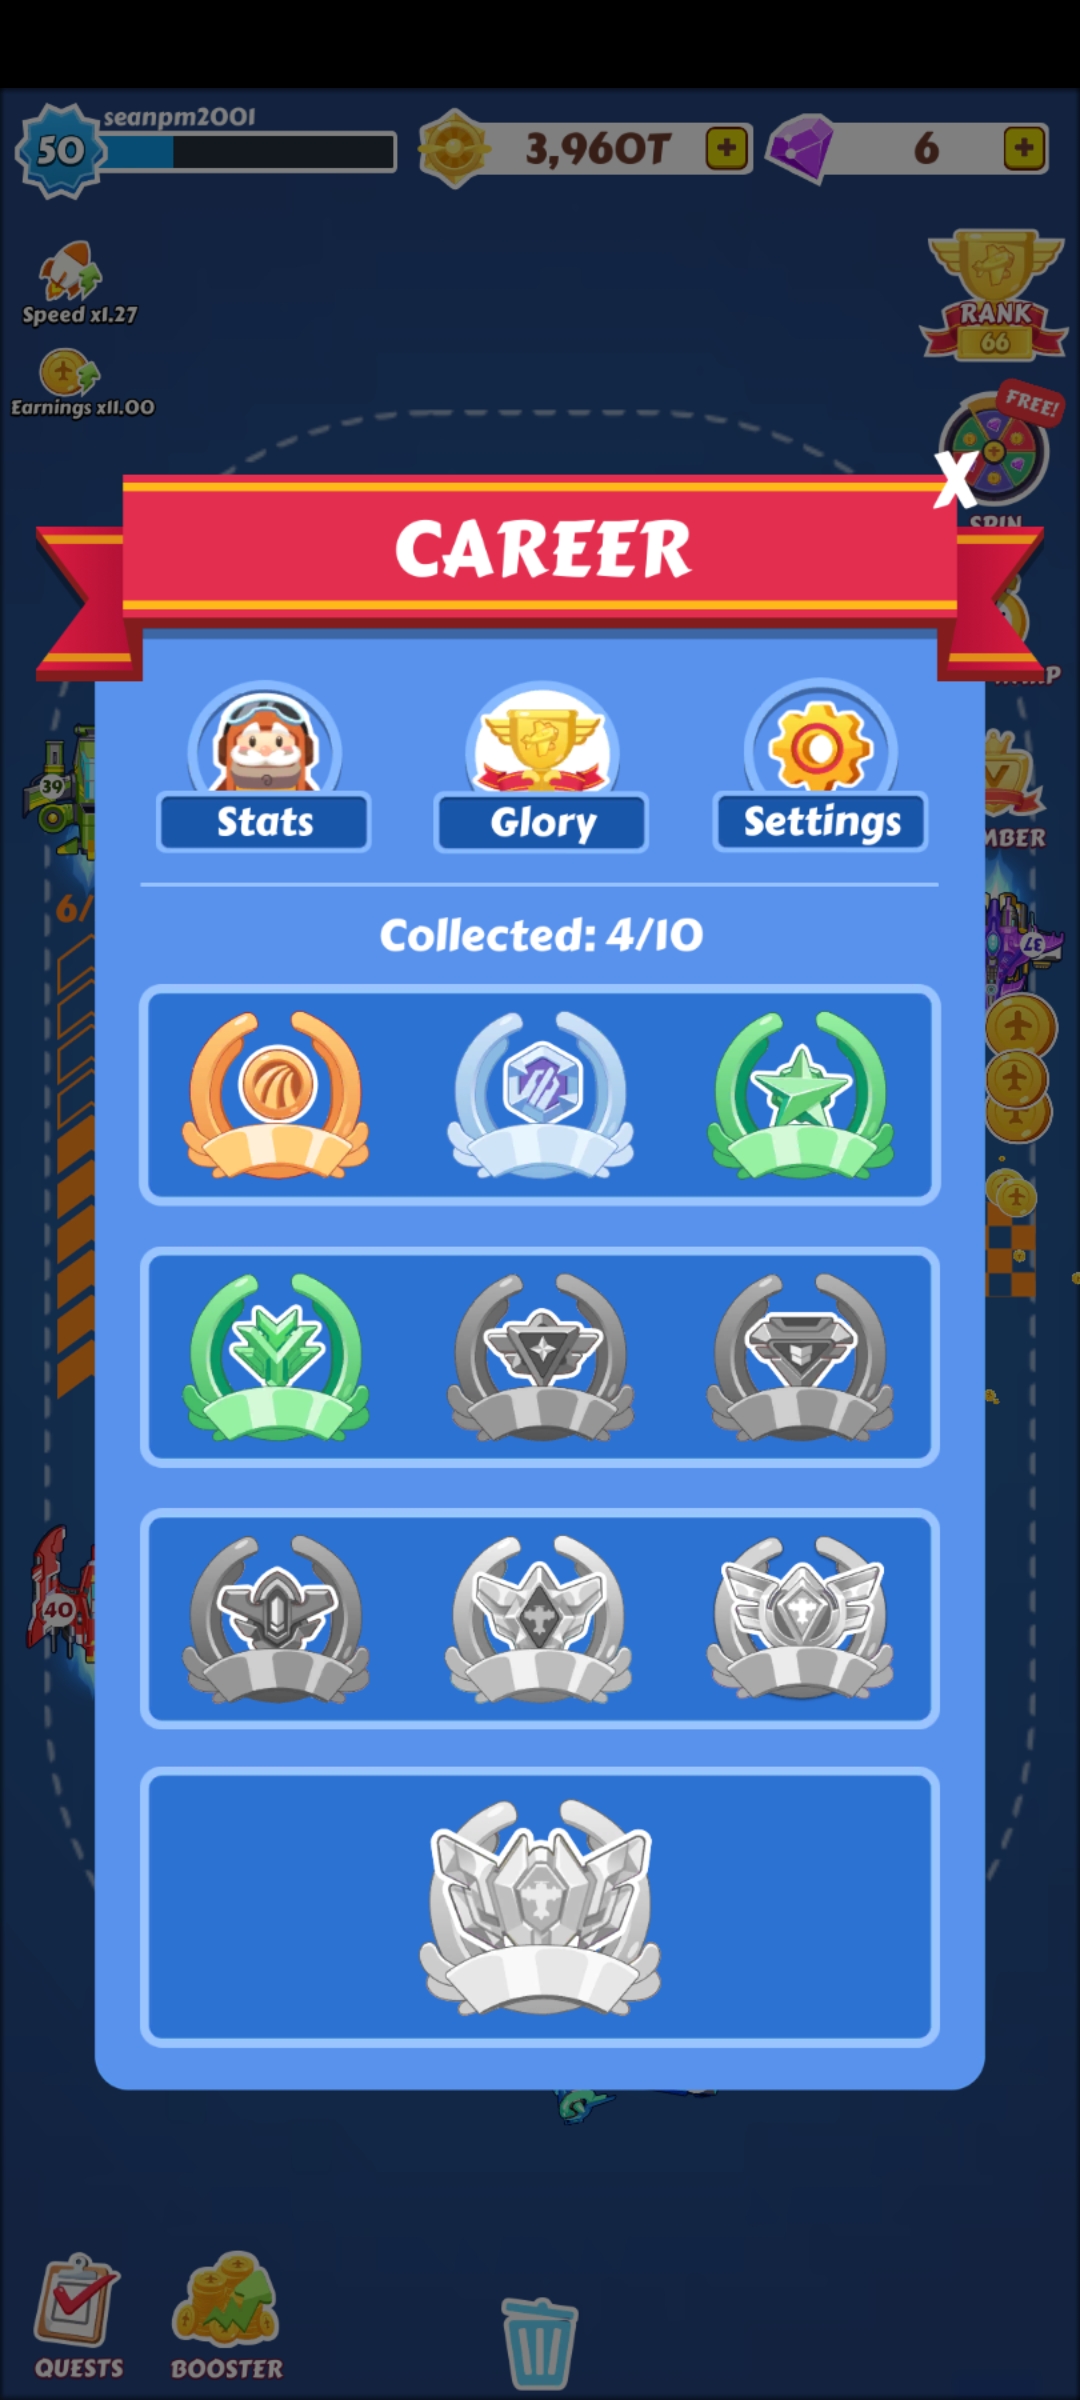 seanpm2001
50
3,960T
6
Speed x1.27
RANK
66
Earnings x11.00
FREE!
SPIN
X
CAREER
39
Stats
Glory
Settings
MBER
6/
Collected: 4/10
37
40
QUESTS
BOOSTER